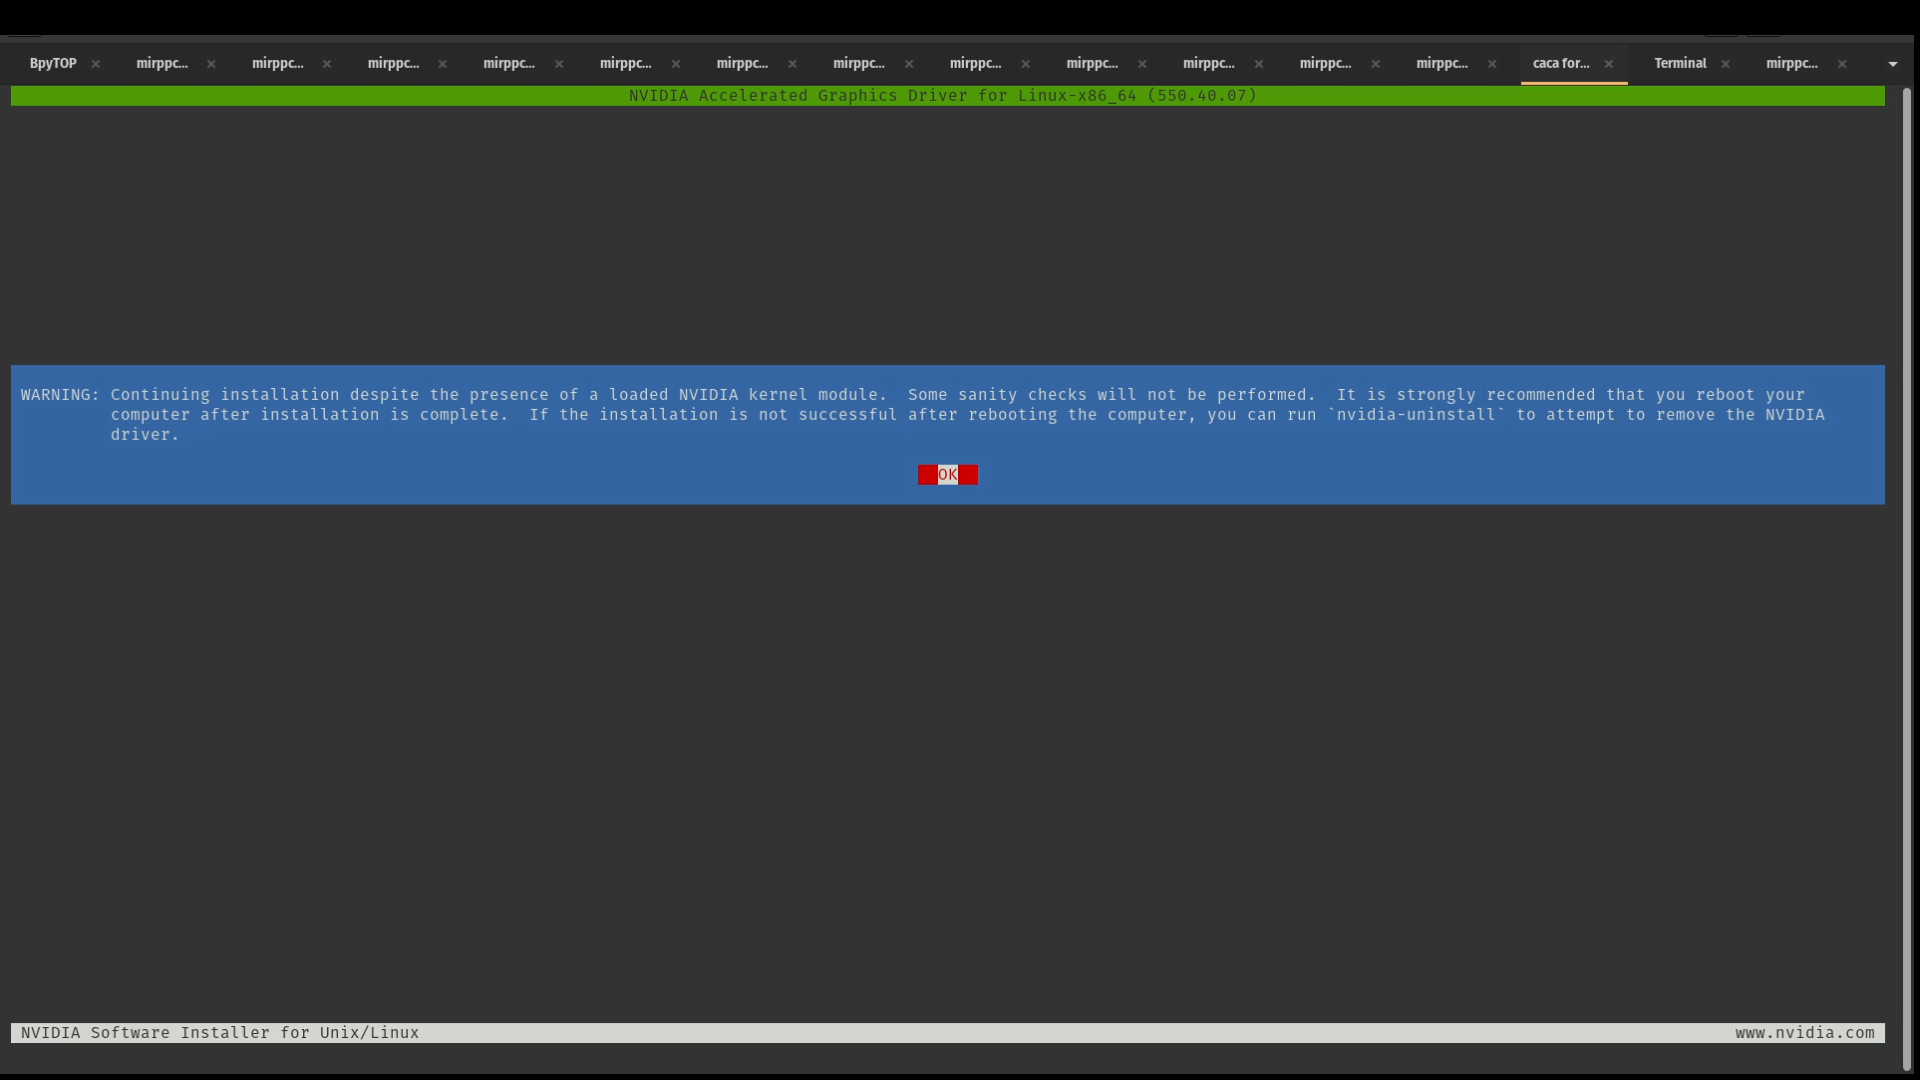 BpyTOP × mirppc... × mirppc... × mirppc... × mirppc... × mirppc... × mirppc... × mirppc... × mirppc... × mirppc... × mirppc... × mirppc... × mirppc... × caca for... × Terminal × mirppc... ×
NVIDIA Accelerated Graphics Driver for Linux-x86_64 (550.40.07)
WARNING: Continuing installation despite the presence of a loaded NVIDIA kernel module.  Some sanity checks will not be performed.  It is strongly recommended that you reboot your
computer after installation is complete.  If the installation is not successful after rebooting the computer, you can run `nvidia-uninstall` to attempt to remove the NVIDIA
driver.
OK
NVIDIA Software Installer for Unix/Linux www.nvidia.com